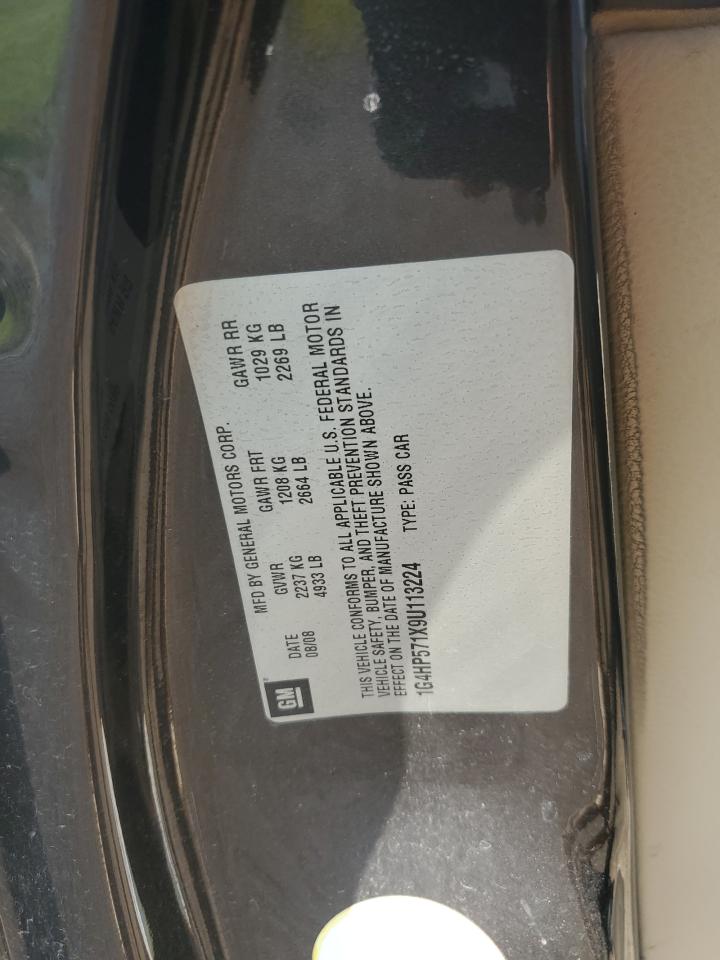 GM
MFD BY GENERAL MOTORS CORP.
DATE GVWR GAWR FRT GAWR RR
08/08 2237 KG 1208 KG 1029 KG
4933 LB 2664 LB 2269 LB
THIS VEHICLE CONFORMS TO ALL APPLICABLE U.S. FEDERAL MOTOR
VEHICLE SAFETY, BUMPER, AND THEFT PREVENTION STANDARDS IN
EFFECT ON THE DATE OF MANUFACTURE SHOWN ABOVE.
1G4HP571X9U113224 TYPE: PASS CAR